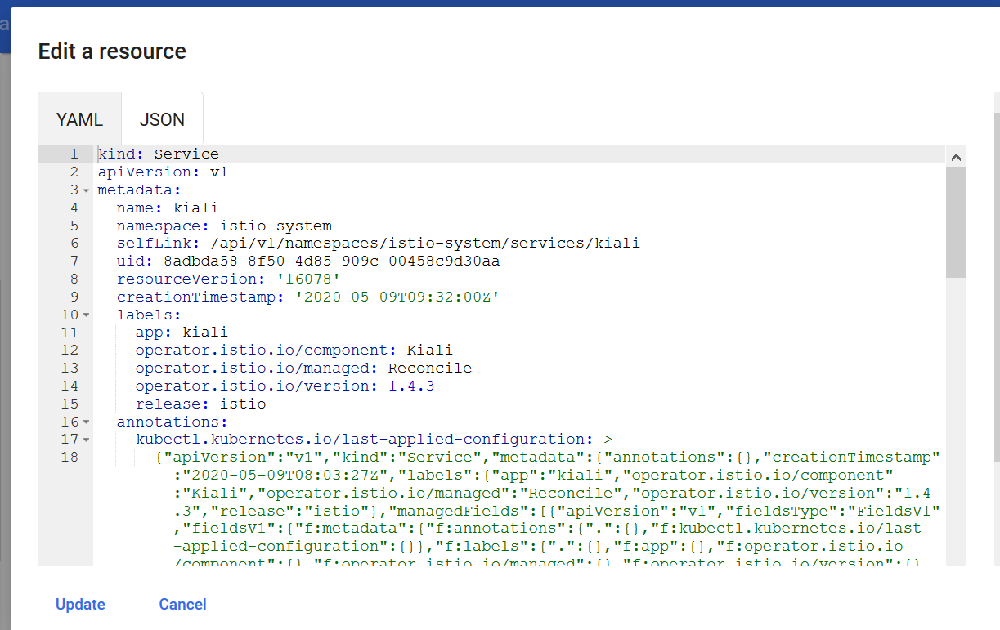 a
Edit a resource
YAML JSON
1 kind: Service
2 apiVersion: v1
3 metadata:
4 name: kiali
5 namespace: istio-system
6 selfLink: /api/v1/namespaces/istio-system/services/kiali
7 uid: 8adbda58-8f50-4d85-909c-00458c9d30aa
8 resourceVersion: '16078'
9 creationTimestamp: '2020-05-09T09:32:00Z'
10 labels:
11 app: kiali
12 operator.istio.io/component: Kiali
13 operator.istio.io/managed: Reconcile
14 operator.istio.io/version: 1.4.3
15 release: istio
16 annotations:
17 kubectl.kubernetes.io/last-applied-configuration: >
18 {"apiVersion":"v1","kind":"Service","metadata":{"annotations":{},"creationTimestamp"
:"2020-05-09T08:03:27Z","labels":{"app":"kiali","operator.istio.io/component"
:"Kiali","operator.istio.io/managed":"Reconcile","operator.istio.io/version":"1.4
.3","release":"istio"},"managedFields":[{"apiVersion":"v1","fieldsType":"FieldsV1"
,"fieldsV1":{"f:metadata":{"f:annotations":{".":{},"f:kubectl.kubernetes.io/last
-applied-configuration":{}},"f:labels":{".":{},"f:app":{},"f:operator.istio.io
/component":{},"f:operator.istio.io/managed":{},"f:operator.istio.io/version":{}
Update Cancel